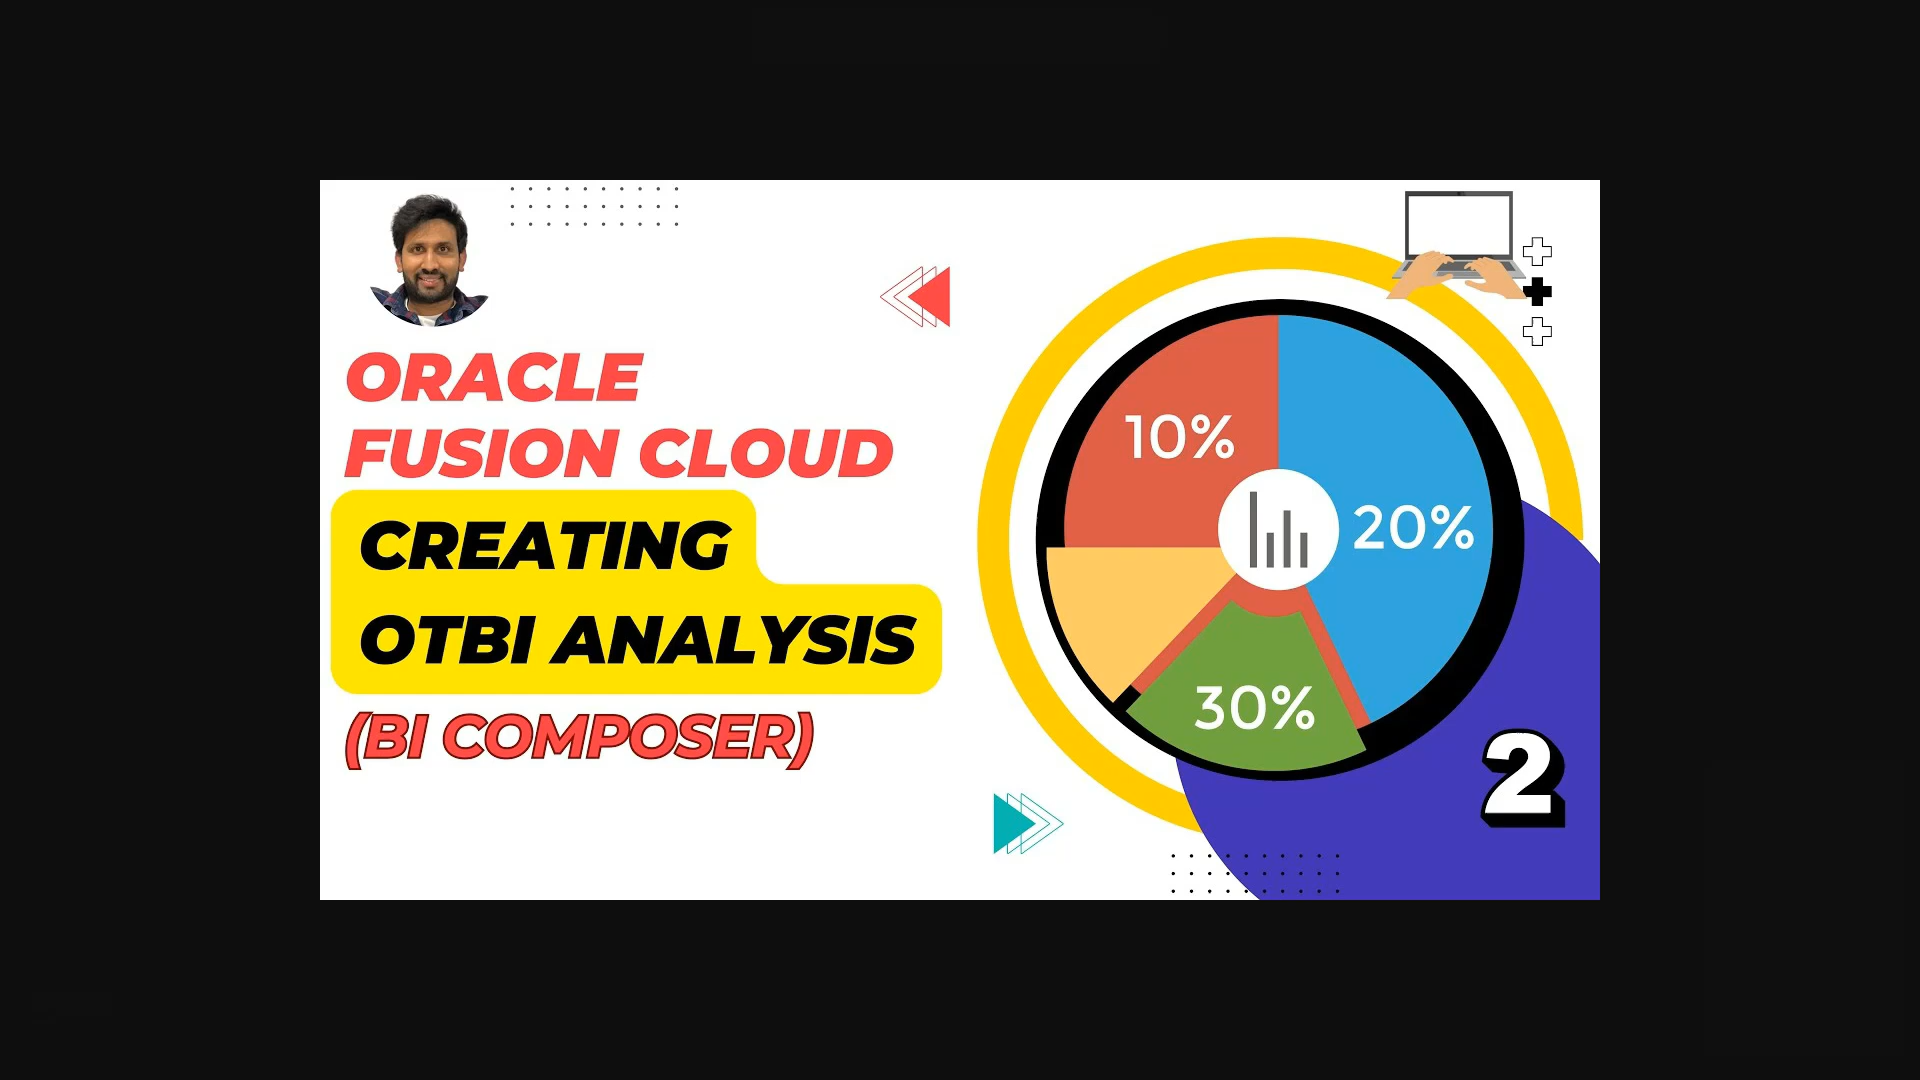 ORACLE
FUSION CLOUD
CREATING
OTBI ANALYSIS
(BI COMPOSER)
10%
20%
30%
2